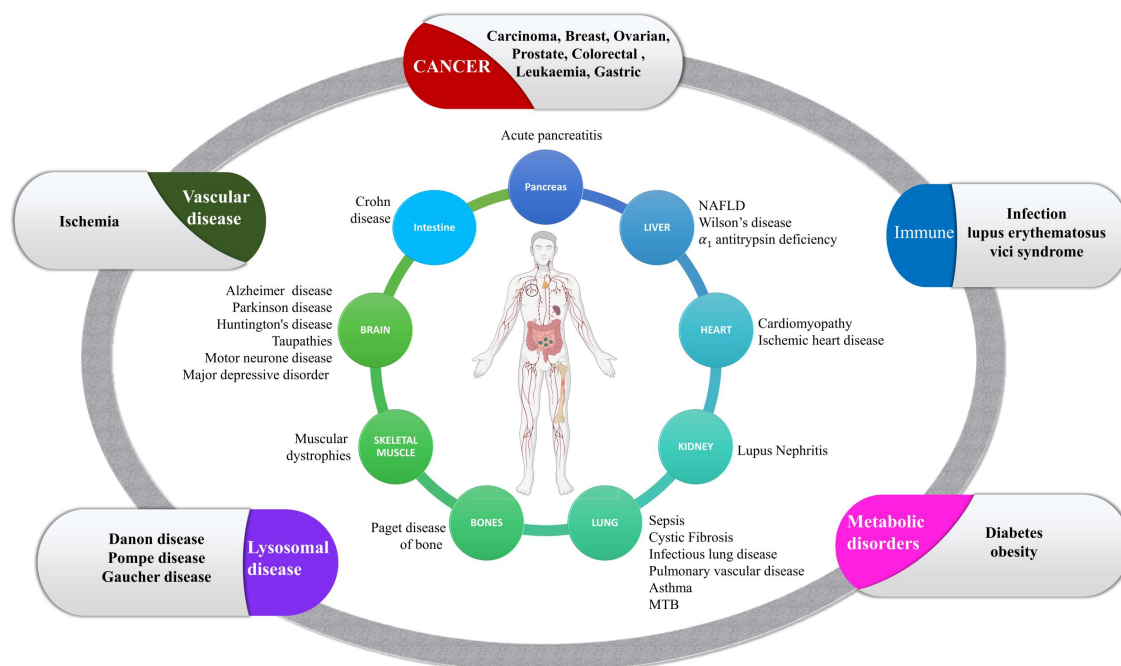 CANCER
Carcinoma, Breast, Ovarian,
Prostate, Colorectal ,
Leukaemia, Gastric
Vascular
disease
Ischemia
Immune
Infection
lupus erythematosus
vici syndrome
Metabolic
disorders
Diabetes
obesity
Lysosomal
disease
Danon disease
Pompe disease
Gaucher disease
Acute pancreatitis
Pancreas
LIVER
NAFLD
Wilson's disease
α₁ antitrypsin deficiency
HEART
Cardiomyopathy
Ischemic heart disease
KIDNEY
Lupus Nephritis
LUNG
Sepsis
Cystic Fibrosis
Infectious lung disease
Pulmonary vascular disease
Asthma
MTB
BONES
Paget disease
of bone
SKELETAL
MUSCLE
Muscular
dystrophies
BRAIN
Alzheimer disease
Parkinson disease
Huntington's disease
Taupathies
Motor neurone disease
Major depressive disorder
Intestine
Crohn
disease